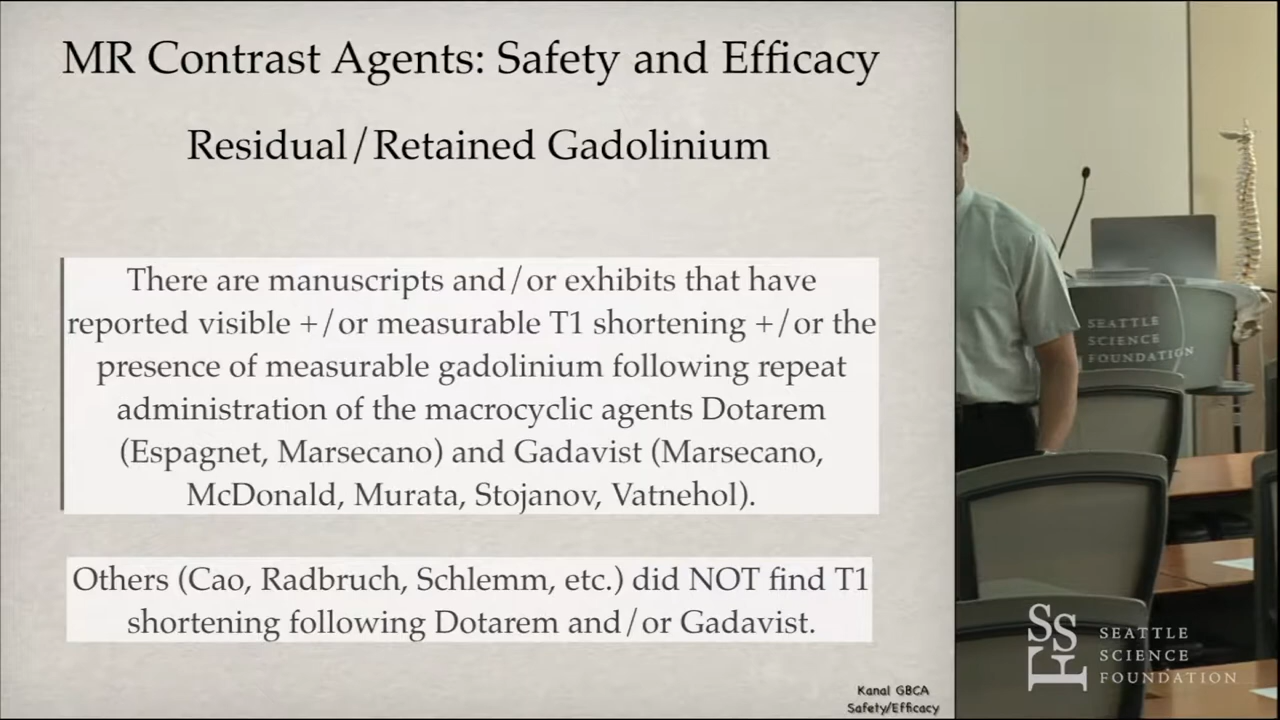 MR Contrast Agents: Safety and Efficacy
Residual/Retained Gadolinium
There are manuscripts and/or exhibits that have
reported visible +/or measurable T1 shortening +/or the
presence of measurable gadolinium following repeat
administration of the macrocyclic agents Dotarem
(Espagnet, Marsecano) and Gadavist (Marsecano,
McDonald, Murata, Stojanov, Vatnehol).
Others (Cao, Radbruch, Schlemm, etc.) did NOT find T1
shortening following Dotarem and/or Gadavist.
Kanal GBCA
Safety/Efficacy
SEATTLE
SCIENCE
FOUNDATION
SSF
SEATTLE
SCIENCE
FOUNDATION